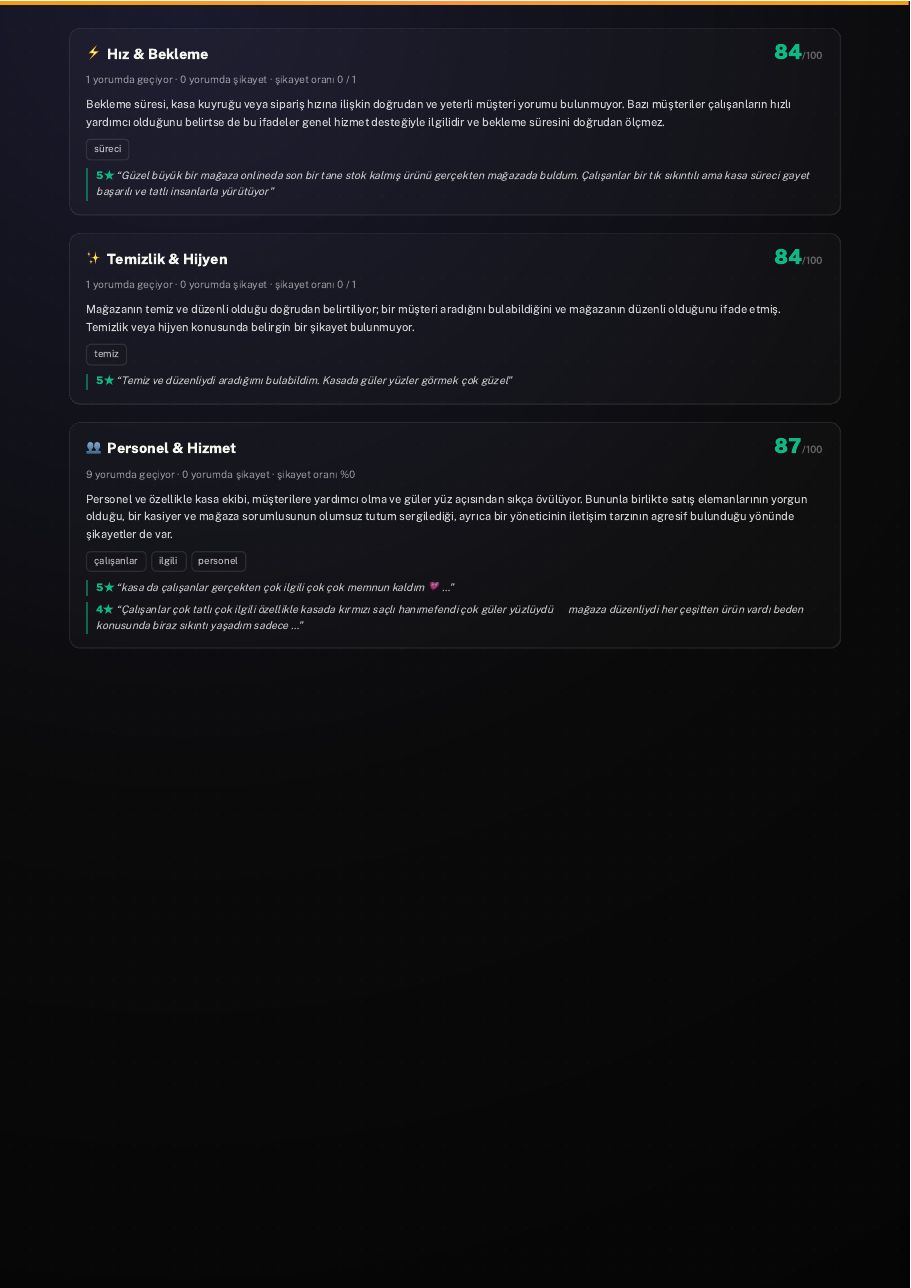 ⚡ Hız & Bekleme
84/100
1 yorumda geçiyor · 0 yorumda şikayet · şikayet oranı 0 / 1
Bekleme süresi, kasa kuyruğu veya sipariş hızına ilişkin doğrudan ve yeterli müşteri yorumu bulunmuyor. Bazı müşteriler çalışanların hızlı
yardımcı olduğunu belirtse de bu ifadeler genel hizmet desteğiyle ilgilidir ve bekleme süresini doğrudan ölçmez.
süreci
5★ “Güzel büyük bir mağaza onlineda son bir tane stok kalmış ürünü gerçekten mağazada buldum. Çalışanlar bir tık sıkıntılı ama kasa süreci gayet
başarılı ve tatlı insanlarla yürütüyor”
✨ Temizlik & Hijyen
84/100
1 yorumda geçiyor · 0 yorumda şikayet · şikayet oranı 0 / 1
Mağazanın temiz ve düzenli olduğu doğrudan belirtiliyor; bir müşteri aradığını bulabildiğini ve mağazanın düzenli olduğunu ifade etmiş.
Temizlik veya hijyen konusunda belirgin bir şikayet bulunmuyor.
temiz
5★ “Temiz ve düzenliydi aradığımı bulabildim. Kasada güler yüzler görmek çok güzel”
👥 Personel & Hizmet
87/100
9 yorumda geçiyor · 0 yorumda şikayet · şikayet oranı %0
Personel ve özellikle kasa ekibi, müşterilere yardımcı olma ve güler yüz açısından sıkça övülüyor. Bununla birlikte satış elemanlarının yorgun
olduğu, bir kasiyer ve mağaza sorumlusunun olumsuz tutum sergilediği, ayrıca bir yöneticinin iletişim tarzının agresif bulunduğu yönünde
şikayetler de var.
çalışanlar ilgili personel
5★ “kasa da çalışanlar gerçekten çok ilgili çok çok memnun kaldım 💗 …”
4★ “Çalışanlar çok tatlı çok ilgili özellikle kasada kırmızı saçlı hanımefendi çok güler yüzlüydü mağaza düzenliydi her çeşitten ürün vardı beden
konusunda biraz sıkıntı yaşadım sadece …”